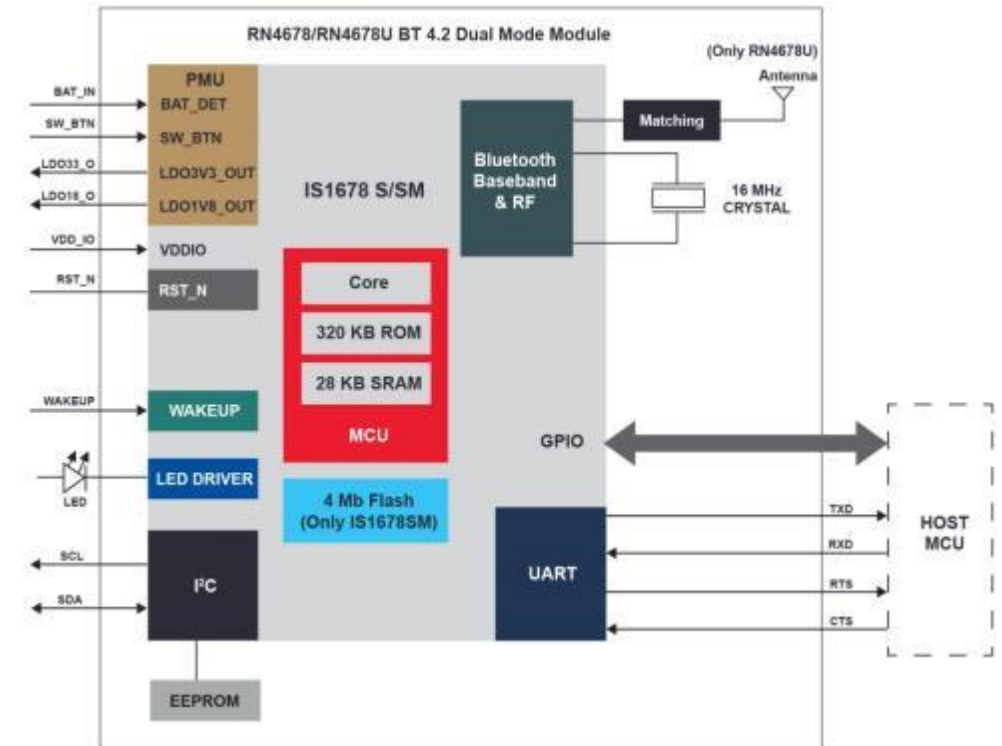 RN4678/RN4678U BT 4.2 Dual Mode Module
(Only RN4678U)
Antenna
PMU
BAT_IN
BAT_DET
SW_BTN
SW_BTN
LDO33_O
LDO3V3_OUT
LDO18_O
LDO1V8_OUT
VDD_IO
VDDIO
RST_N
RST_N
WAKEUP
WAKEUP
LED DRIVER
LED
SCL
SDA
I²C
EEPROM
IS1678 S/SM
Core
320 KB ROM
28 KB SRAM
MCU
4 Mb Flash
(Only IS1678SM)
Bluetooth
Baseband
& RF
Matching
16 MHz
CRYSTAL
GPIO
UART
TXD
RXD
RTS
CTS
HOST
MCU